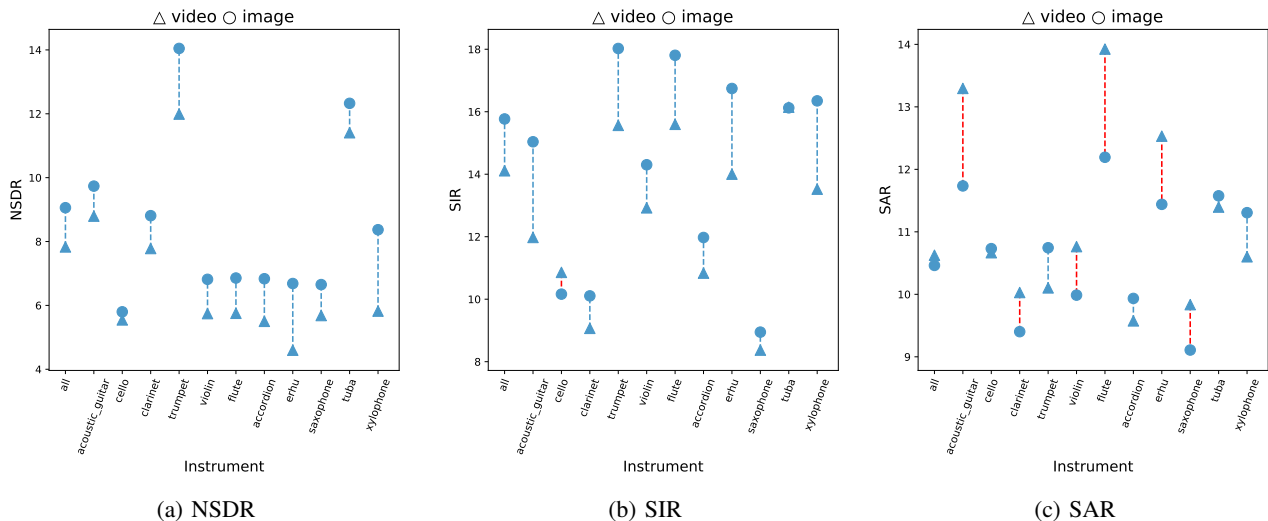 △ video ○ image
NSDR
14
12
10
8
6
4
all
acoustic_guitar
cello
clarinet
trumpet
violin
flute
accordion
erhu
saxophone
tuba
xylophone
Instrument
(a) NSDR
△ video ○ image
SIR
18
16
14
12
10
8
all
acoustic_guitar
cello
clarinet
trumpet
violin
flute
accordion
erhu
saxophone
tuba
xylophone
Instrument
(b) SIR
△ video ○ image
SAR
14
13
12
11
10
9
all
acoustic_guitar
cello
clarinet
trumpet
violin
flute
accordion
erhu
saxophone
tuba
xylophone
Instrument
(c) SAR